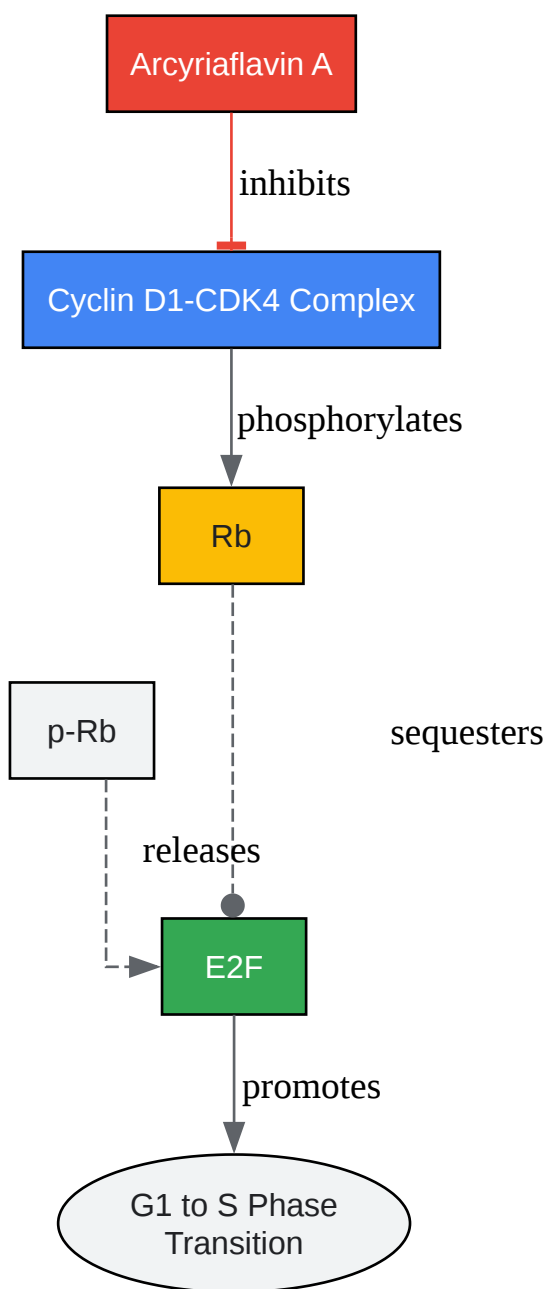 Arcyriaflavin A
inhibits
Cyclin D1-CDK4 Complex
phosphorylates
Rb
p-Rb
sequesters
releases
E2F
promotes
G1 to S Phase
Transition